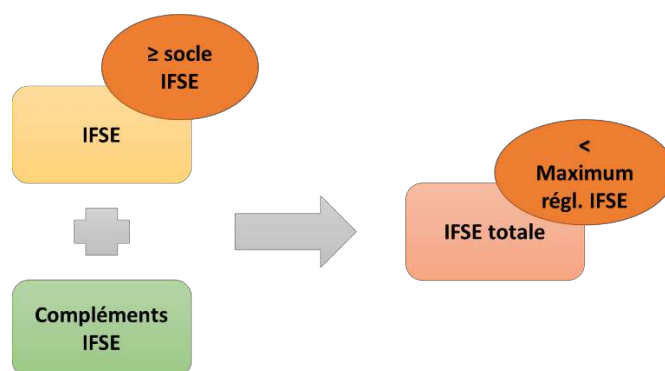 ≥ socle
IFSE
IFSE
Compléments
IFSE
<
Maximum
régl. IFSE
IFSE totale